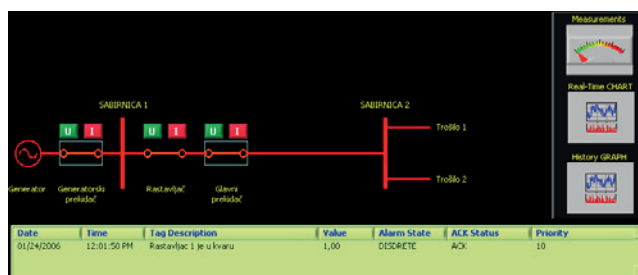 Measurements
Real-Time CHART
History GRAPH
SABIRNICA 1
SABIRNICA 2
U I
U I
U I
Trošilo 1
Trošilo 2
Generator
Generatorski prekidač
Rastavljač
Glavni prekidač
Date Time Tag Description Value Alarm State ACK Status Priority
01/24/2006 12:01:50 PM Rastavljac 1 je u kvaru 1,00 DISDRETE ACK 10